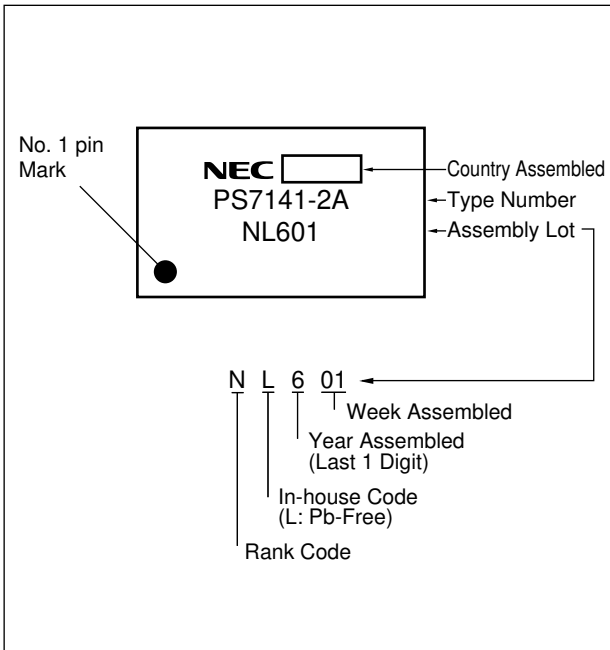 No. 1 pin
Mark
NEC
Country Assembled
PS7141-2A
Type Number
NL601
Assembly Lot
N L 6 01
Week Assembled
Year Assembled
(Last 1 Digit)
In-house Code
(L: Pb-Free)
Rank Code